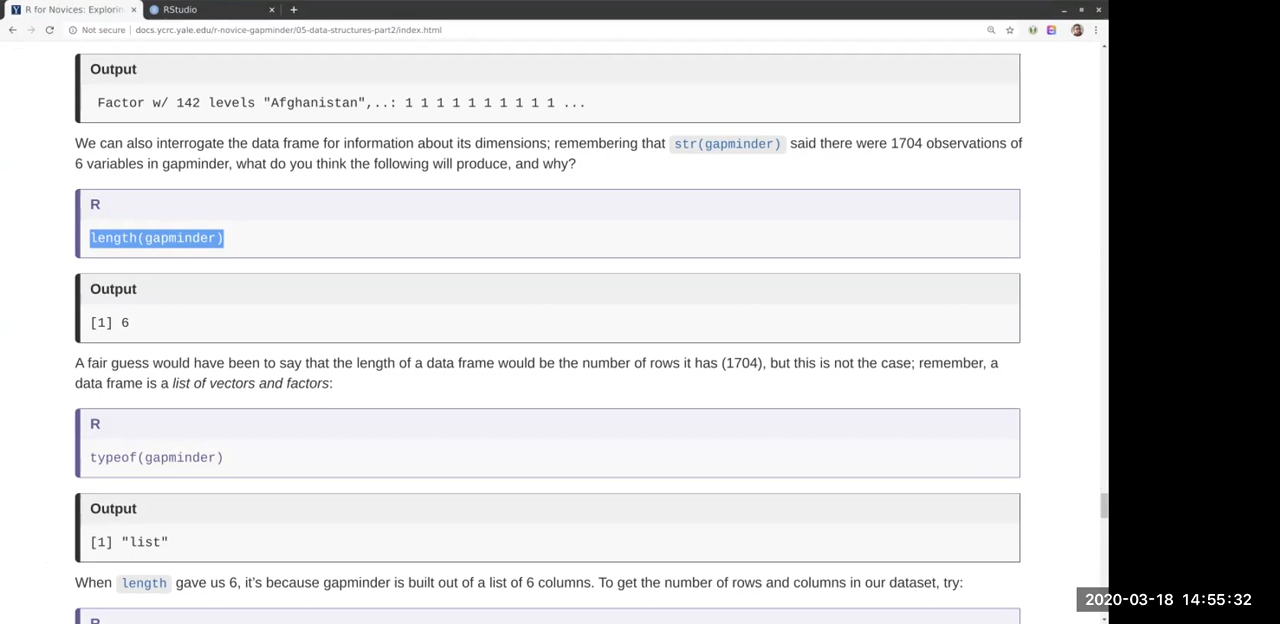 R for Novices: Explorin
RStudio
Not secure | docs.ycrc.yale.edu/r-novice-gapminder/05-data-structures-part2/index.html
Output
Factor w/ 142 levels "Afghanistan",..: 1 1 1 1 1 1 1 1 1 1 ...
We can also interrogate the data frame for information about its dimensions; remembering that str(gapminder) said there were 1704 observations of
6 variables in gapminder, what do you think the following will produce, and why?
R
length(gapminder)
Output
[1] 6
A fair guess would have been to say that the length of a data frame would be the number of rows it has (1704), but this is not the case; remember, a
data frame is a list of vectors and factors:
R
typeof(gapminder)
Output
[1] "list"
When length gave us 6, it's because gapminder is built out of a list of 6 columns. To get the number of rows and columns in our dataset, try:
R
2020-03-18 14:55:32